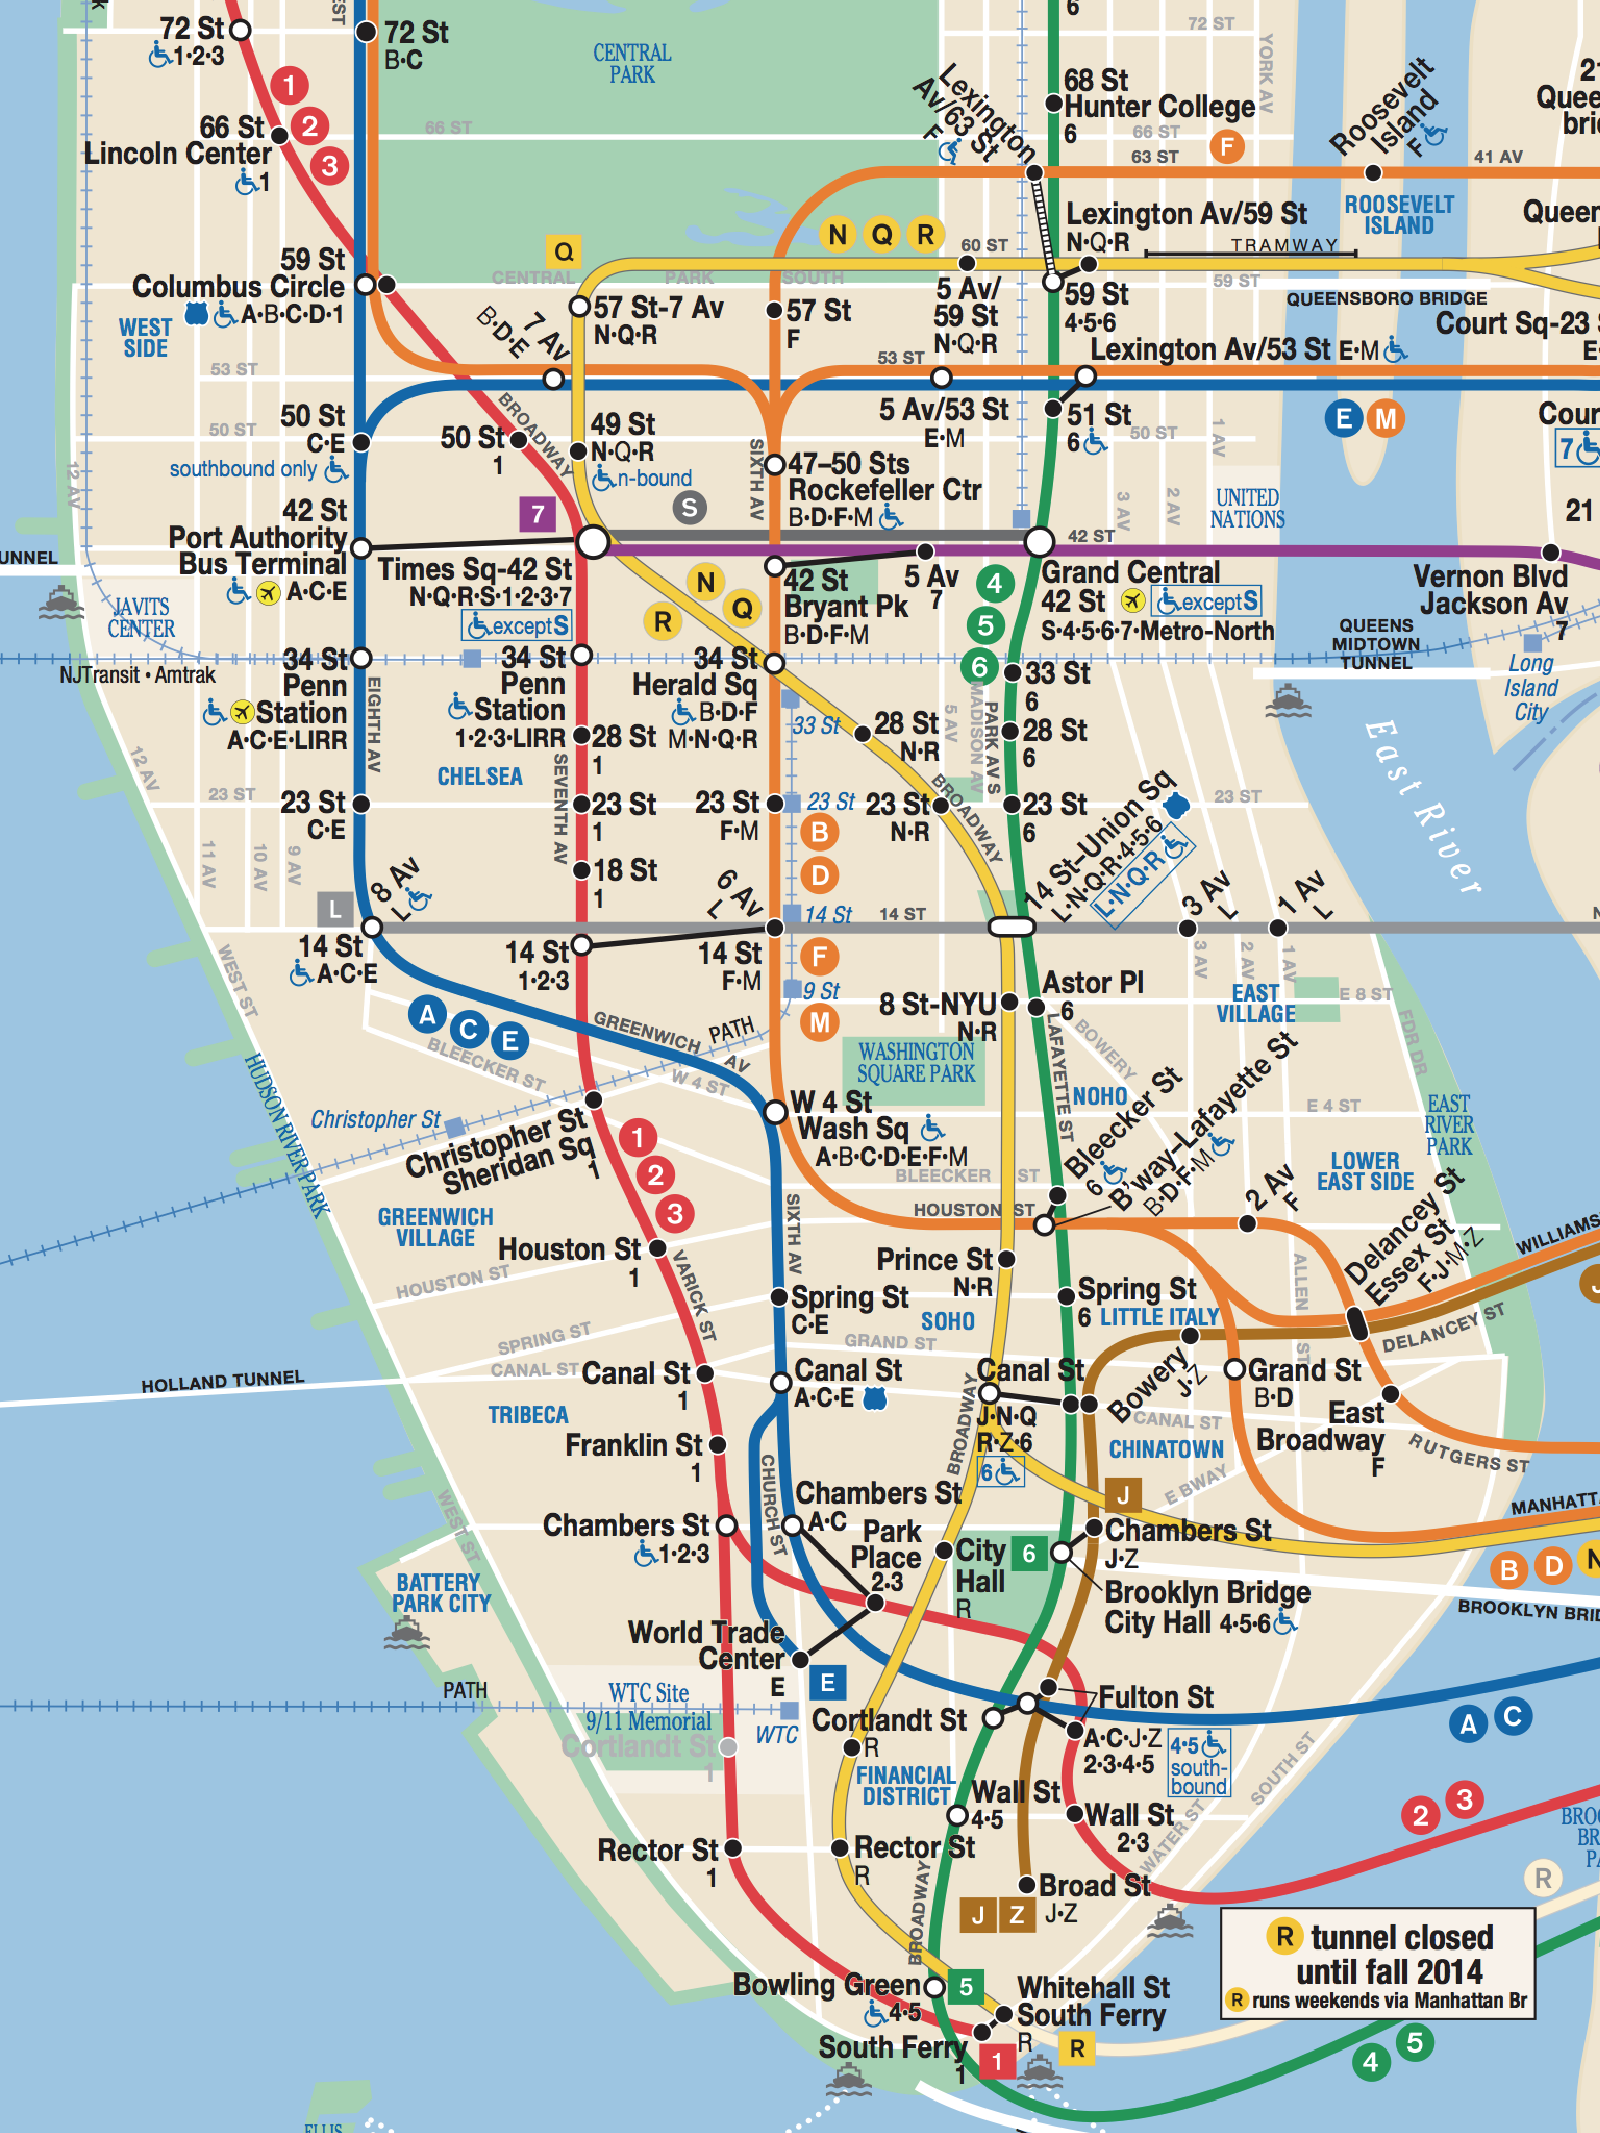 72 St
1•2•3
72 St
B•C
CENTRAL
PARK
6
72 ST
YORK AV
1
2
3
66 St
Lincoln Center
1
66 ST
Lexington
Av/63 St
F
68 St
Hunter College
6
66 ST
63 ST
F
Roosevelt
Island
F
41 AV
ROOSEVELT
ISLAND
59 St
Columbus Circle
A•B•C•D•1
WEST
SIDE
Q
N Q R
60 ST
CENTRAL PARK SOUTH
Lexington Av/59 St
N•Q•R
TRAMWAY
59 ST
QUEENSBORO BRIDGE
57 St-7 Av
N•Q•R
57 St
F
5 Av/
59 St
N•Q•R
59 St
4•5•6
Court Sq-23
7 Av
B•D•E
53 ST
53 ST
Lexington Av/53 St E•M
50 St
C•E
southbound only
50 ST
50 St
1
BROADWAY
49 St
N•Q•R
n-bound
5 Av/53 St
E•M
51 St
6
50 ST
1 AV
E M
7
12 AV
SIXTH AV
47–50 Sts
Rockefeller Ctr
B•D•F•M
3 AV
2 AV
UNITED
NATIONS
21
42 St
Port Authority
Bus Terminal
A•C•E
7
S
42 ST
JAVITS
CENTER
Times Sq-42 St
N•Q•R•S•1•2•3•7
except S
N
Q
R
42 St
Bryant Pk
B•D•F•M
5 Av
7
4
5
6
Grand Central
42 St
except S
S•4•5•6•7•Metro-North
Vernon Blvd
Jackson Av
7
QUEENS
MIDTOWN
TUNNEL
Long
Island
City
NJTransit • Amtrak
34 St
Penn
Station
A•C•E•LIRR
EIGHTH AV
34 St
Penn
Station
1•2•3•LIRR
34 St
Herald Sq
B•D•F
M•N•Q•R
33 St
28 St
N•R
5 AV
MADISON AV
PARK AV S
33 St
6
28 St
6
East River
12 AV
CHELSEA
SEVENTH AV
28 St
1
23 ST
23 St
C•E
23 St
1
23 St
F•M
23 St
23 St
N•R
BROADWAY
23 St
6
23 ST
11 AV
10 AV
9 AV
18 St
1
B
D
14 St-Union Sq
L•N•Q•R•4•5•6
L•N•Q•R
8 Av
L
L
6 Av
L
14 St
14 ST
3 Av
L
1 Av
L
14 St
A•C•E
14 St
1•2•3
14 St
F•M
F
9 St
M
WEST ST
3 AV
2 AV
1 AV
A C E
GREENWICH AV
PATH
8 St-NYU
N•R
Astor Pl
6
EAST
VILLAGE
E 8 ST
FDR DR
BLEECKER ST
W 4 ST
WASHINGTON
SQUARE PARK
LAFAYETTE ST
BOWERY
NOHO
HUDSON RIVER PARK
Christopher St
Christopher St
Sheridan Sq
1
1
2
3
W 4 St
Wash Sq
A•B•C•D•E•F•M
BLEECKER ST
Bleecker St
6
B'way-Lafayette St
B•D•F•M
E 4 ST
EAST
RIVER
PARK
LOWER
EAST SIDE
GREENWICH
VILLAGE
HOUSTON ST
2 Av
F
Delancey St
Essex St
F•J•M•Z
Houston St
1
VARICK ST
SIXTH AV
Prince St
N•R
HOUSTON ST
SPRING ST
Spring St
C•E
SOHO
Spring St
6
LITTLE ITALY
ALLEN ST
DELANCEY ST
GRAND ST
HOLLAND TUNNEL
CANAL ST
Canal St
1
Canal St
A•C•E
Canal St
J•N•Q
R•Z•6
6
Bowery
J•Z
Grand St
B•D
CANAL ST
East
Broadway
F
RUTGERS ST
TRIBECA
Franklin St
1
CHURCH ST
BROADWAY
CHINATOWN
E BWAY
WEST ST
Chambers St
1•2•3
Chambers St
A•C
Park
Place
2•3
City
Hall
R
6
J
Chambers St
J•Z
Brooklyn Bridge
City Hall 4•5•6
B D N
BATTERY
PARK CITY
World Trade
Center
E
E
PATH
WTC Site
9/11 Memorial
WTC
Cortlandt St
1
Cortlandt St
R
Fulton St
A•C•J•Z
2•3•4•5
4•5
south-
bound
A C
SOUTH ST
FINANCIAL
DISTRICT
Wall St
4•5
Wall St
2•3
WATER ST
2 3
Rector St
1
Rector St
R
BROADWAY
Broad St
J•Z
J Z
R
R tunnel closed
until fall 2014
R runs weekends via Manhattan Br
Bowling Green
4•5
5
Whitehall St
South Ferry
R
R
South Ferry
1
1
4 5